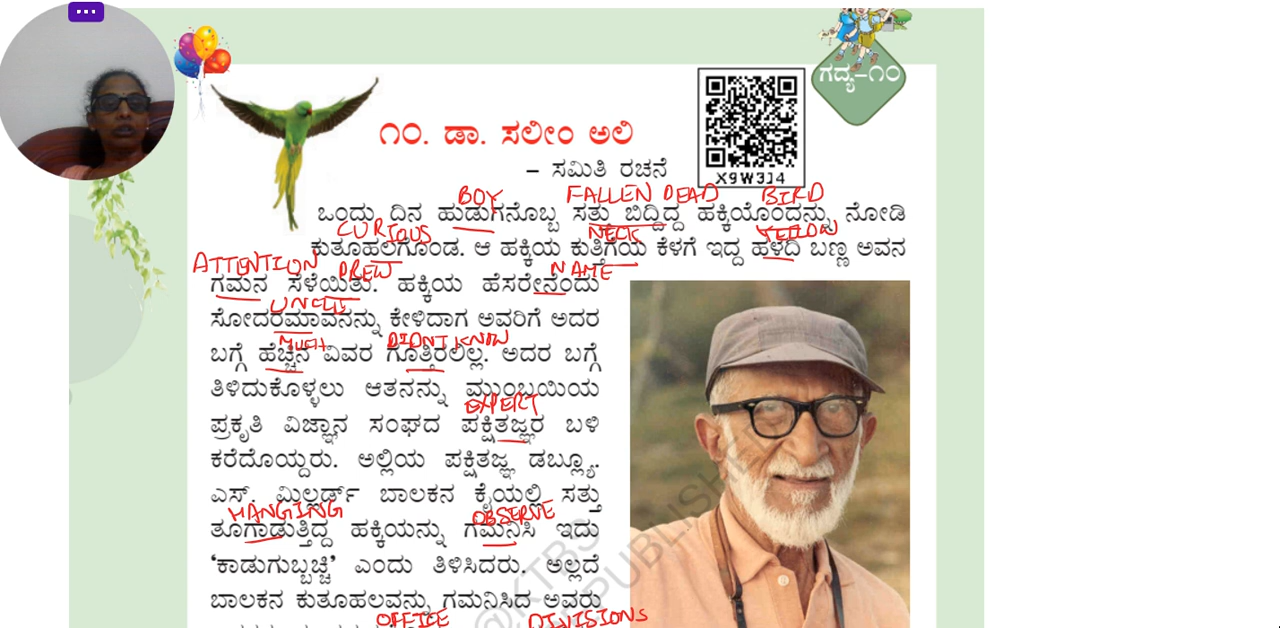 ಗದ್ಯ-೧೦
೧೦. ಡಾ. ಸಲೀಂ ಅಲಿ
– ಸಮಿತಿ ರಚನೆ
X9W3J4
BOY FALLEN DEAD BIRD
ಒಂದು ದಿನ ಹುಡುಗನೊಬ್ಬ ಸತ್ತು ಬಿದ್ದಿದ್ದ ಹಕ್ಕಿಯೊಂದನ್ನು ನೋಡಿ
CURIOUS NECK YELLOW
ಕುತೂಹಲಗೊಂಡ. ಆ ಹಕ್ಕಿಯ ಕುತ್ತಿಗೆಯ ಕೆಳಗೆ ಇದ್ದ ಹಳದಿ ಬಣ್ಣ ಅವನ
ATTENTION DREW NAME
ಗಮನ ಸೆಳೆಯಿತು. ಹಕ್ಕಿಯ ಹೆಸರೇನೆಂದು
UNCLE
ಸೋದರಮಾವನನ್ನು ಕೇಳಿದಾಗ ಅವರಿಗೆ ಅದರ
MUCH DIDNT KNOW
ಬಗ್ಗೆ ಹೆಚ್ಚಿನ ವಿವರ ಗೊತ್ತಿರಲಿಲ್ಲ. ಅದರ ಬಗ್ಗೆ
ತಿಳಿದುಕೊಳ್ಳಲು ಆತನನ್ನು ಮುಂಬಯಿಯ
EXPERT
ಪ್ರಕೃತಿ ವಿಜ್ಞಾನ ಸಂಘದ ಪಕ್ಷಿತಜ್ಞರ ಬಳಿ
ಕರೆದೊಯ್ದರು. ಅಲ್ಲಿಯ ಪಕ್ಷಿತಜ್ಞ ಡಬ್ಲ್ಯೂ.
ಎಸ್. ಮಿಲ್ಲರ್ಡ್ ಬಾಲಕನ ಕೈಯಲ್ಲಿ ಸತ್ತು
HANGING OBSERVE
ತೂಗಾಡುತ್ತಿದ್ದ ಹಕ್ಕಿಯನ್ನು ಗಮನಿಸಿ ಇದು
‘ಕಾಡುಗುಬ್ಬಚ್ಚಿ’ ಎಂದು ತಿಳಿಸಿದರು. ಅಲ್ಲದೆ
ಬಾಲಕನ ಕುತೂಹಲವನ್ನು ಗಮನಿಸಿದ ಅವರು
OFFICE DIVISIONS
@KTBS